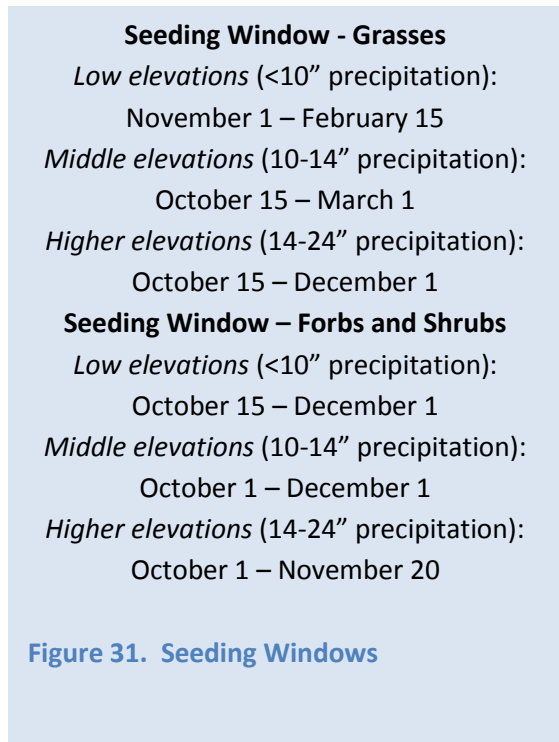 Seeding Window - Grasses
Low elevations (<10” precipitation):
November 1 – February 15
Middle elevations (10-14” precipitation):
October 15 – March 1
Higher elevations (14-24” precipitation):
October 15 – December 1
Seeding Window – Forbs and Shrubs
Low elevations (<10” precipitation):
October 15 – December 1
Middle elevations (10-14” precipitation):
October 1 – December 1
Higher elevations (14-24” precipitation):
October 1 – November 20
Figure 31.  Seeding Windows